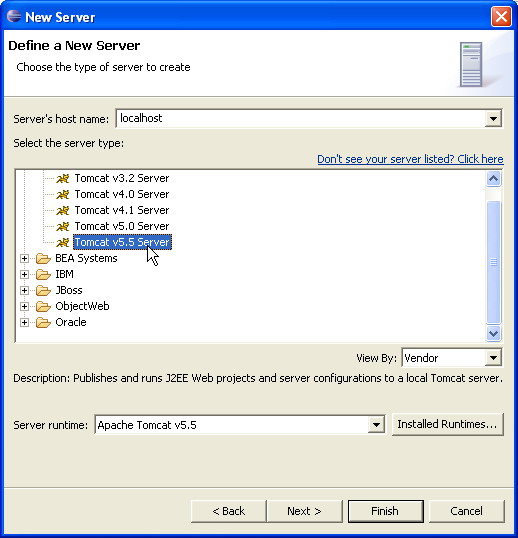 New Server
Define a New Server
Choose the type of server to create
Server's host name: localhost
Select the server type:
Don't see your server listed? Click here
Tomcat v3.2 Server
Tomcat v4.0 Server
Tomcat v4.1 Server
Tomcat v5.0 Server
Tomcat v5.5 Server
BEA Systems
IBM
JBoss
ObjectWeb
Oracle
View By: Vendor
Description: Publishes and runs J2EE Web projects and server configurations to a local Tomcat server.
Server runtime: Apache Tomcat v5.5 Installed Runtimes...
< Back Next > Finish Cancel